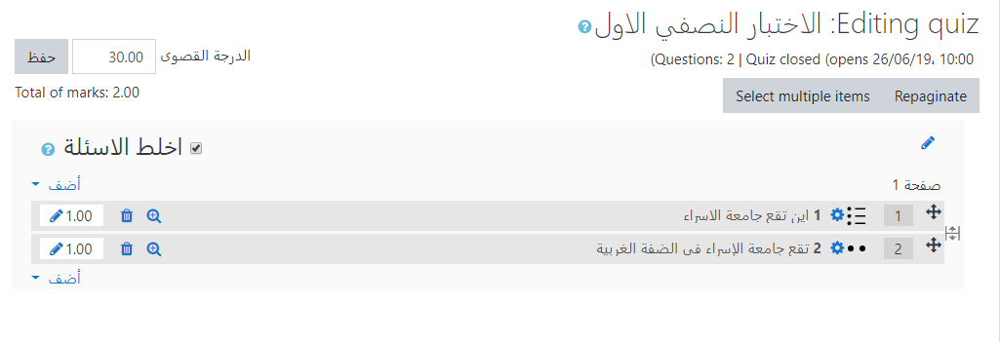 Editing quiz: الاختبار النصفي الاول
الدرجة القصوى 30.00 حفظ
(Questions: 2 | Quiz closed (opens 26/06/19، 10:00
Total of marks: 2.00
Select multiple items Repaginate
اخلط الاسئلة
صفحة 1
أضف
1 1 اين تقع جامعة الاسراء 1.00
2 2 تقع جامعة الإسراء في الضفة الغربية 1.00
أضف